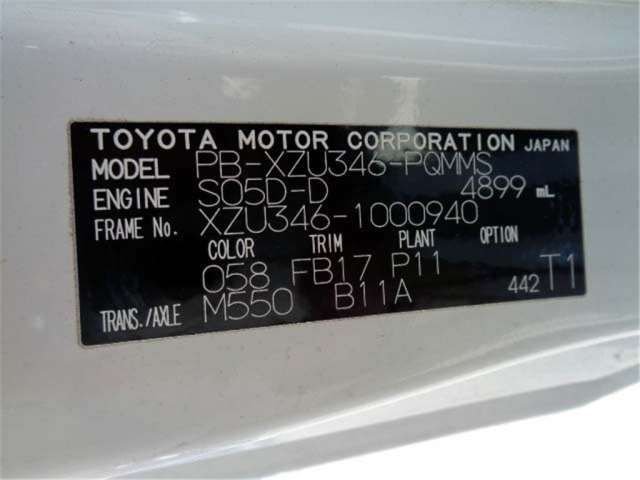 TOYOTA MOTOR CORPORATION JAPAN
MODEL PB-XZU346-PQMMS
ENGINE S05D-D 4899 mL
FRAME No. XZU346-1000940
COLOR TRIM PLANT OPTION
058 FB17 P11
TRANS./AXLE M550 B11A 442 T1